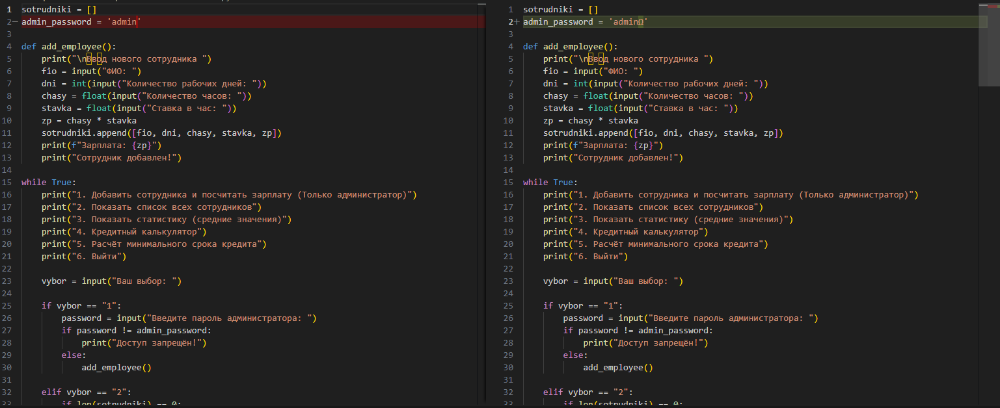 1 sotrudniki = []
2− admin_password = 'admin'
3
4 def add_employee():
5 print("\nВвод нового сотрудника ")
6 fio = input("ФИО: ")
7 dni = int(input("Количество рабочих дней: "))
8 chasy = float(input("Количество часов: "))
9 stavka = float(input("Ставка в час: "))
10 zp = chasy * stavka
11 sotrudniki.append([fio, dni, chasy, stavka, zp])
12 print(f"Зарплата: {zp}")
13 print("Сотрудник добавлен!")
14
15 while True:
16 print("1. Добавить сотрудника и посчитать зарплату (Только администратор)")
17 print("2. Показать список всех сотрудников")
18 print("3. Показать статистику (средние значения)")
19 print("4. Кредитный калькулятор")
20 print("5. Расчёт минимального срока кредита")
21 print("6. Выйти")
22
23 vybor = input("Ваш выбор: ")
24
25 if vybor == "1":
26 password = input("Введите пароль администратора: ")
27 if password != admin_password:
28 print("Доступ запрещён!")
29 else:
30 add_employee()
31
32 elif vybor == "2":
33 if len(sotrudniki) == 0:
1 sotrudniki = []
2+ admin_password = 'adminΩ'
3
4 def add_employee():
5 print("\nВвод нового сотрудника ")
6 fio = input("ФИО: ")
7 dni = int(input("Количество рабочих дней: "))
8 chasy = float(input("Количество часов: "))
9 stavka = float(input("Ставка в час: "))
10 zp = chasy * stavka
11 sotrudniki.append([fio, dni, chasy, stavka, zp])
12 print(f"Зарплата: {zp}")
13 print("Сотрудник добавлен!")
14
15 while True:
16 print("1. Добавить сотрудника и посчитать зарплату (Только администратор)")
17 print("2. Показать список всех сотрудников")
18 print("3. Показать статистику (средние значения)")
19 print("4. Кредитный калькулятор")
20 print("5. Расчёт минимального срока кредита")
21 print("6. Выйти")
22
23 vybor = input("Ваш выбор: ")
24
25 if vybor == "1":
26 password = input("Введите пароль администратора: ")
27 if password != admin_password:
28 print("Доступ запрещён!")
29 else:
30 add_employee()
31
32 elif vybor == "2":
33 if len(sotrudniki) == 0: